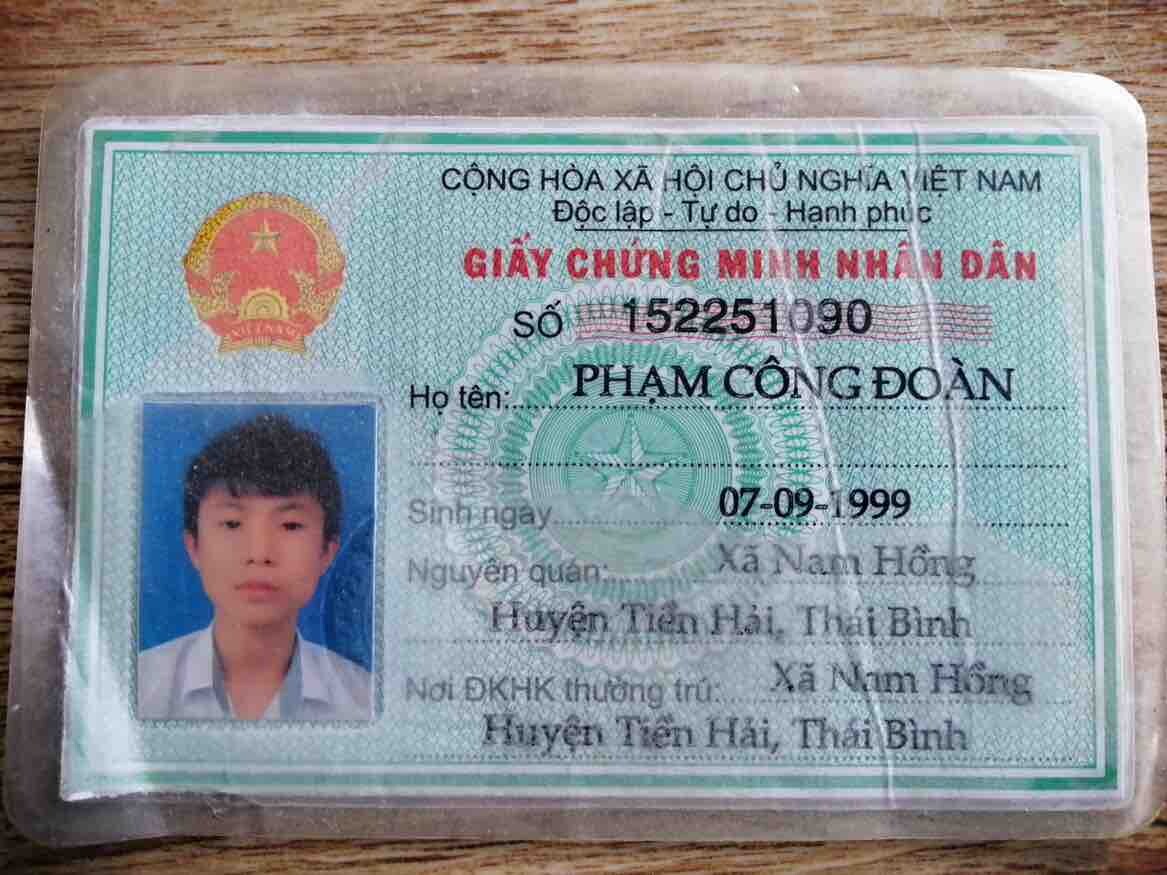 CỘNG HÒA XÃ HỘI CHỦ NGHĨA VIỆT NAM
Độc lập - Tự do - Hạnh phúc
GIẤY CHỨNG MINH NHÂN DÂN
SỐ 152251090
Họ tên: PHẠM CÔNG ĐOÀN
Sinh ngày 07-09-1999
Nguyên quán: Xã Nam Hồng
Huyện Tiền Hải, Thái Bình
Nơi ĐKHK thường trú: Xã Nam Hồng
Huyện Tiền Hải, Thái Bình
VIỆT NAM